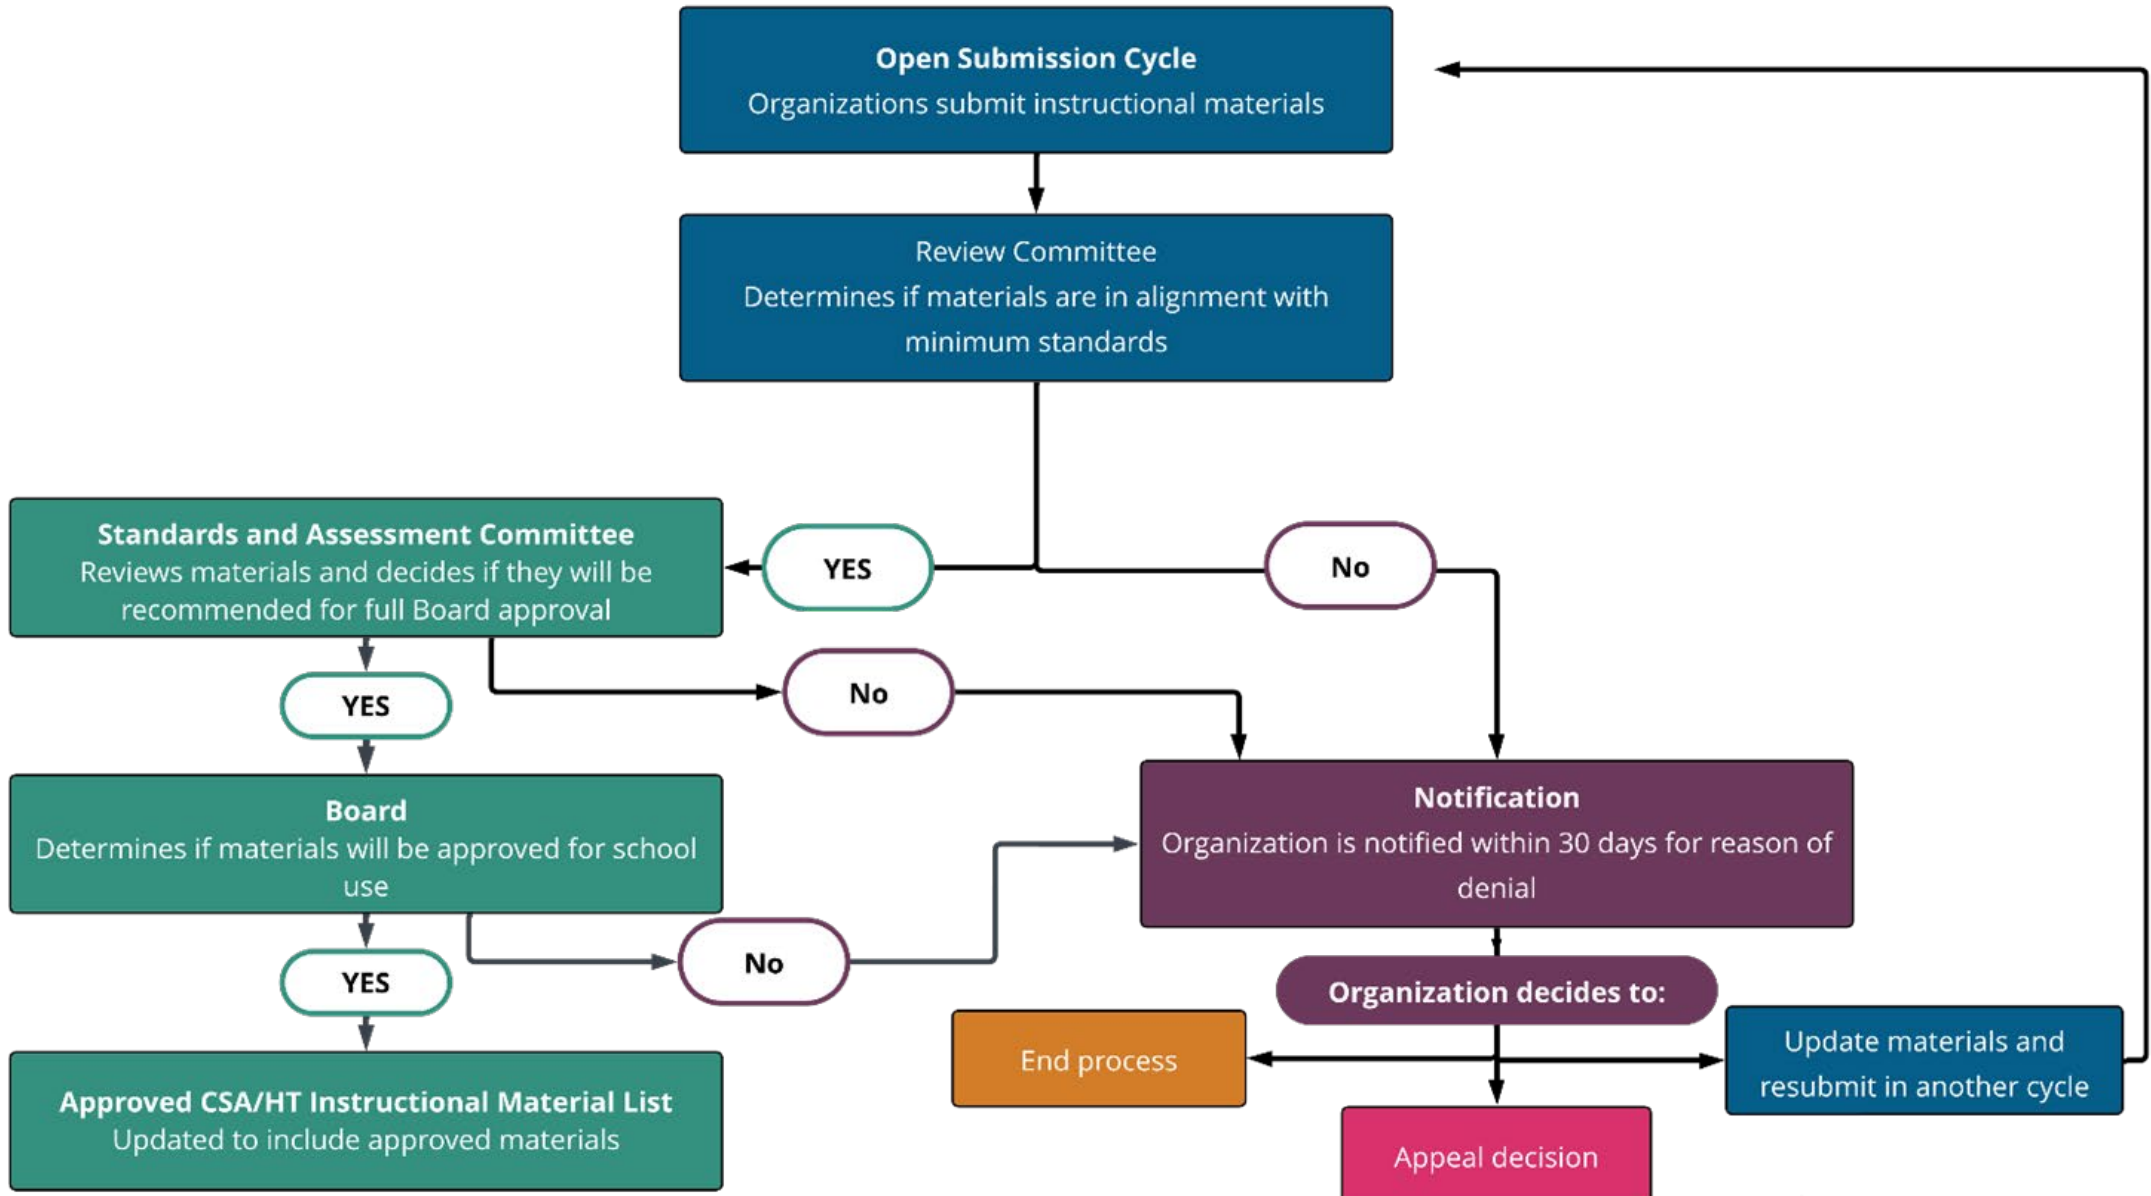 Open Submission Cycle
Organizations submit instructional materials
Review Committee
Determines if materials are in alignment with
minimum standards
Standards and Assessment Committee
Reviews materials and decides if they will be
recommended for full Board approval
YES
No
YES
No
Board
Determines if materials will be approved for school
use
Notification
Organization is notified within 30 days for reason of
denial
YES
No
Organization decides to:
End process
Update materials and
resubmit in another cycle
Approved CSA/HT Instructional Material List
Updated to include approved materials
Appeal decision